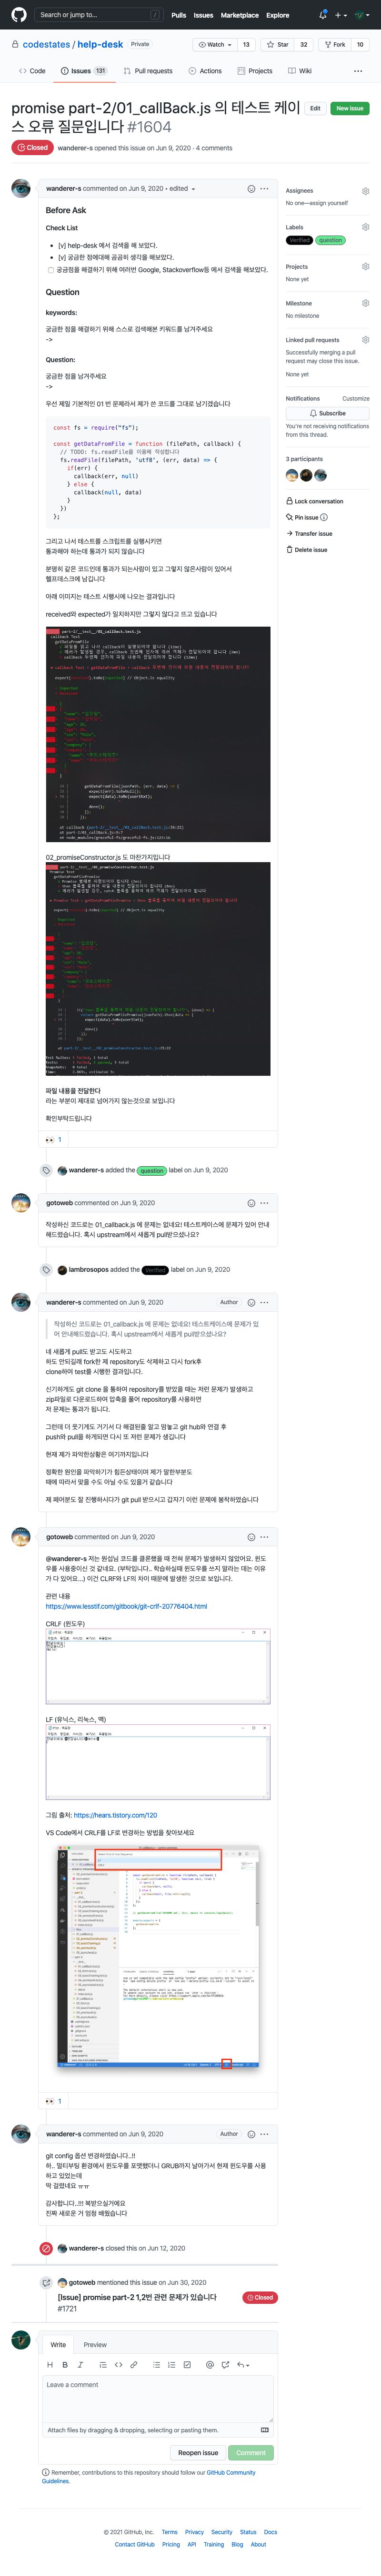 Search or jump to...
/
Pulls Issues Marketplace Explore
codestates / help-desk Private
Watch 13 Star 32 Fork 10
Code Issues 131 Pull requests Actions Projects Wiki
promise part-2/01_callBack.js 의 테스트 케이
스 오류 질문입니다 #1604
Edit New issue
Closed wanderer-s opened this issue on Jun 9, 2020 · 4 comments
wanderer-s commented on Jun 9, 2020 • edited
Before Ask
Check List
[v] help-desk 에서 검색을 해 보았다.
[v] 궁금한 점에대해 곰곰히 생각을 해보았다.
궁금점을 해결하기 위해 여러번 Google, Stackoverflow등 에서 검색을 해보았다.
Question
keywords:
궁금한 점을 해결하기 위해 스스로 검색해본 키워드를 남겨주세요
->
Question:
궁금한 점을 남겨주세요
->
우선 제일 기본적인 01 번 문제라서 제가 쓴 코드를 그대로 남기겠습니다
const fs = require("fs");
const getDataFromFile = function (filePath, callback) {
// TODO: fs.readFile을 이용해 작성합니다
fs.readFile(filePath, 'utf8', (err, data) => {
if(err) {
callback(err, null)
} else {
callback(null, data)
}
})
};
그리고 나서 테스트를 스크립트를 실행시키면
통과해야 하는데 통과가 되지 않습니다
분명히 같은 코드인데 통과가 되는사람이 있고 그렇지 않은사람이 있어서
헬프데스크에 남깁니다
아래 이미지는 테스트 시행시에 나오는 결과입니다
received와 expected가 일치하지만 그렇지 않다고 뜨고 있습니다
02_promiseConstructor.js 도 마찬가지입니다
파일 내용을 전달한다
라는 부분이 제대로 넘어가지 않는것으로 보입니다
확인부탁드립니다
1
wanderer-s added the question label on Jun 9, 2020
gotoweb commented on Jun 9, 2020
작성하신 코드로는 01_callback.js 에 문제는 없네요! 테스트케이스에 문제가 있어 안내
해드렸습니다. 혹시 upstream에서 새롭게 pull받으셨나요?
iambrosopos added the Verified label on Jun 9, 2020
wanderer-s commented on Jun 9, 2020 Author
작성하신 코드로는 01_callback.js 에 문제는 없네요! 테스트케이스에 문제가 있
어 안내해드렸습니다. 혹시 upstream에서 새롭게 pull받으셨나요?
네 새롭게 pull도 받고도 시도하고
하도 안되길래 fork한 제 repository도 삭제하고 다시 fork후
clone하여 test를 시행한 결과입니다.
신기하게도 git clone 을 통하여 repository를 받았을 때는 저런 문제가 발생하고
zip파일로 다운로드하여 압축을 풀어 repository를 사용하면
저 문제는 통과가 됩니다.
그런데 더 웃기게도 거기서 다 해결된줄 알고 맘놓고 git hub와 연결 후
push와 pull을 하게되면 다시 또 저런 문제가 생깁니다
현재 제가 파악한상황은 여기까지입니다
정확한 원인을 파악하기가 힘든상태이며 제가 말한부분도
때에 따라서 맞을 수도 아닐 수도 있을거 같습니다
제 페어분도 잘 진행하시다가 git pull 받으시고 갑자기 이런 문제에 봉착하였습니다
gotoweb commented on Jun 9, 2020
@wanderer-s 저는 원섭님 코드를 클론했을 때 전혀 문제가 발생하지 않았어요. 윈도
우를 사용중이신 것 같네요. (부탁입니다.. 학습하실때 윈도우를 쓰지 말라는 데는 이유
가 다 있어요...) 이건 CLRF와 LF의 차이 때문에 발생한 것으로 보입니다.
관련 내용
https://www.lesstif.com/gitbook/git-crlf-20776404.html
CRLF (윈도우)
LF (유닉스, 리눅스, 맥)
그림 출처: https://hears.tistory.com/120
VS Code에서 CRLF를 LF로 변경하는 방법을 찾아보세요
1
wanderer-s commented on Jun 9, 2020 Author
git config 옵션 변경하였습니다..!!
하.. 멀티부팅 환경에서 윈도우를 포맷했더니 GRUB까지 날아가서 현재 윈도우를 사용
하고 있었는데
딱 걸렸네요 ㅠㅠ
감사합니다..!!! 복받으실거에요
진짜 새로운 거 엄청 배웠습니다
wanderer-s closed this on Jun 12, 2020
gotoweb mentioned this issue on Jun 30, 2020
[Issue] promise part-2 1,2번 관련 문제가 있습니다
#1721
Closed
Write Preview
Leave a comment
Attach files by dragging & dropping, selecting or pasting them.
Reopen issue Comment
Remember, contributions to this repository should follow our GitHub Community
Guidelines.
Assignees
No one—assign yourself
Labels
Verified question
Projects
None yet
Milestone
No milestone
Linked pull requests
Successfully merging a pull
request may close this issue.
None yet
Notifications Customize
Subscribe
You're not receiving notifications
from this thread.
3 participants
Lock conversation
Pin issue
Transfer issue
Delete issue
© 2021 GitHub, Inc. Terms Privacy Security Status Docs
Contact GitHub Pricing API Training Blog About